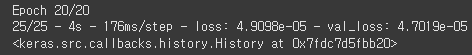 Epoch 20/20
25/25 - 4s - 176ms/step - loss: 4.9098e-05 - val_loss: 4.7019e-05
<keras.src.callbacks.history.History at 0x7fdc7d5fbb20>